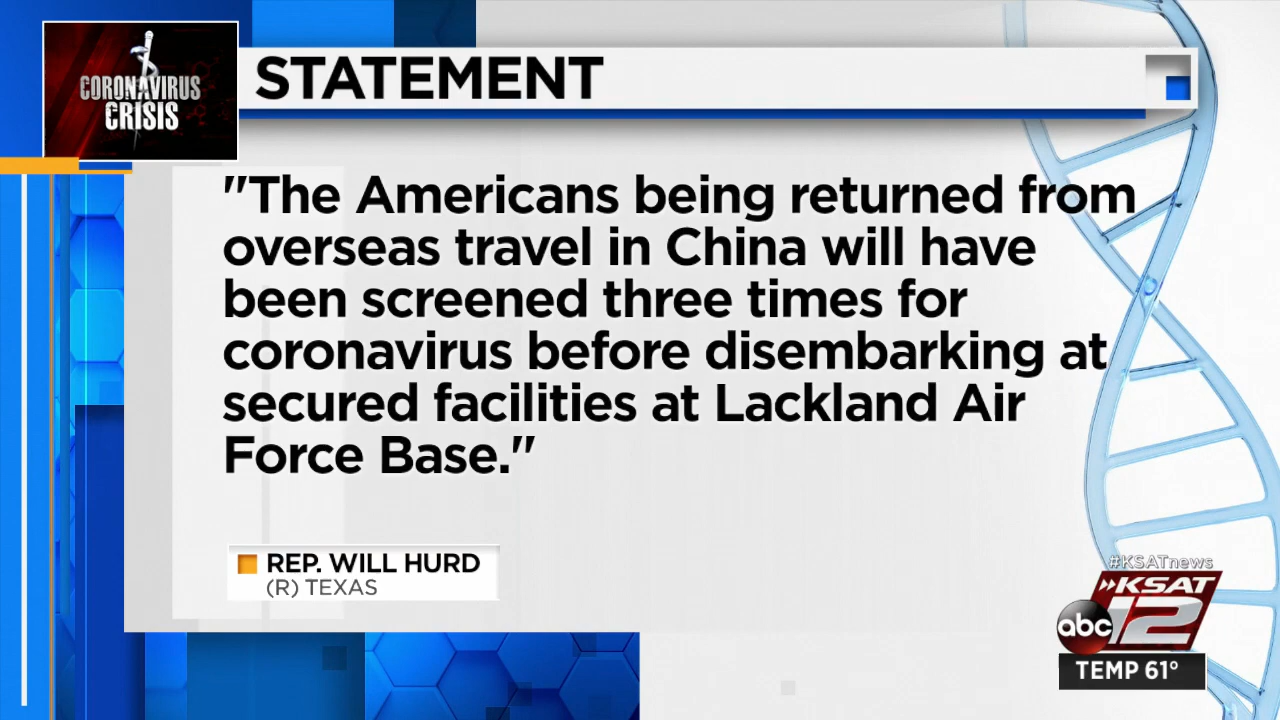 CORONAVIRUS
CRISIS
STATEMENT
"The Americans being returned from
overseas travel in China will have
been screened three times for
coronavirus before disembarking at
secured facilities at Lackland Air
Force Base."
REP. WILL HURD
(R) TEXAS
#KSATnews
KSAT
abc 12
TEMP 61°